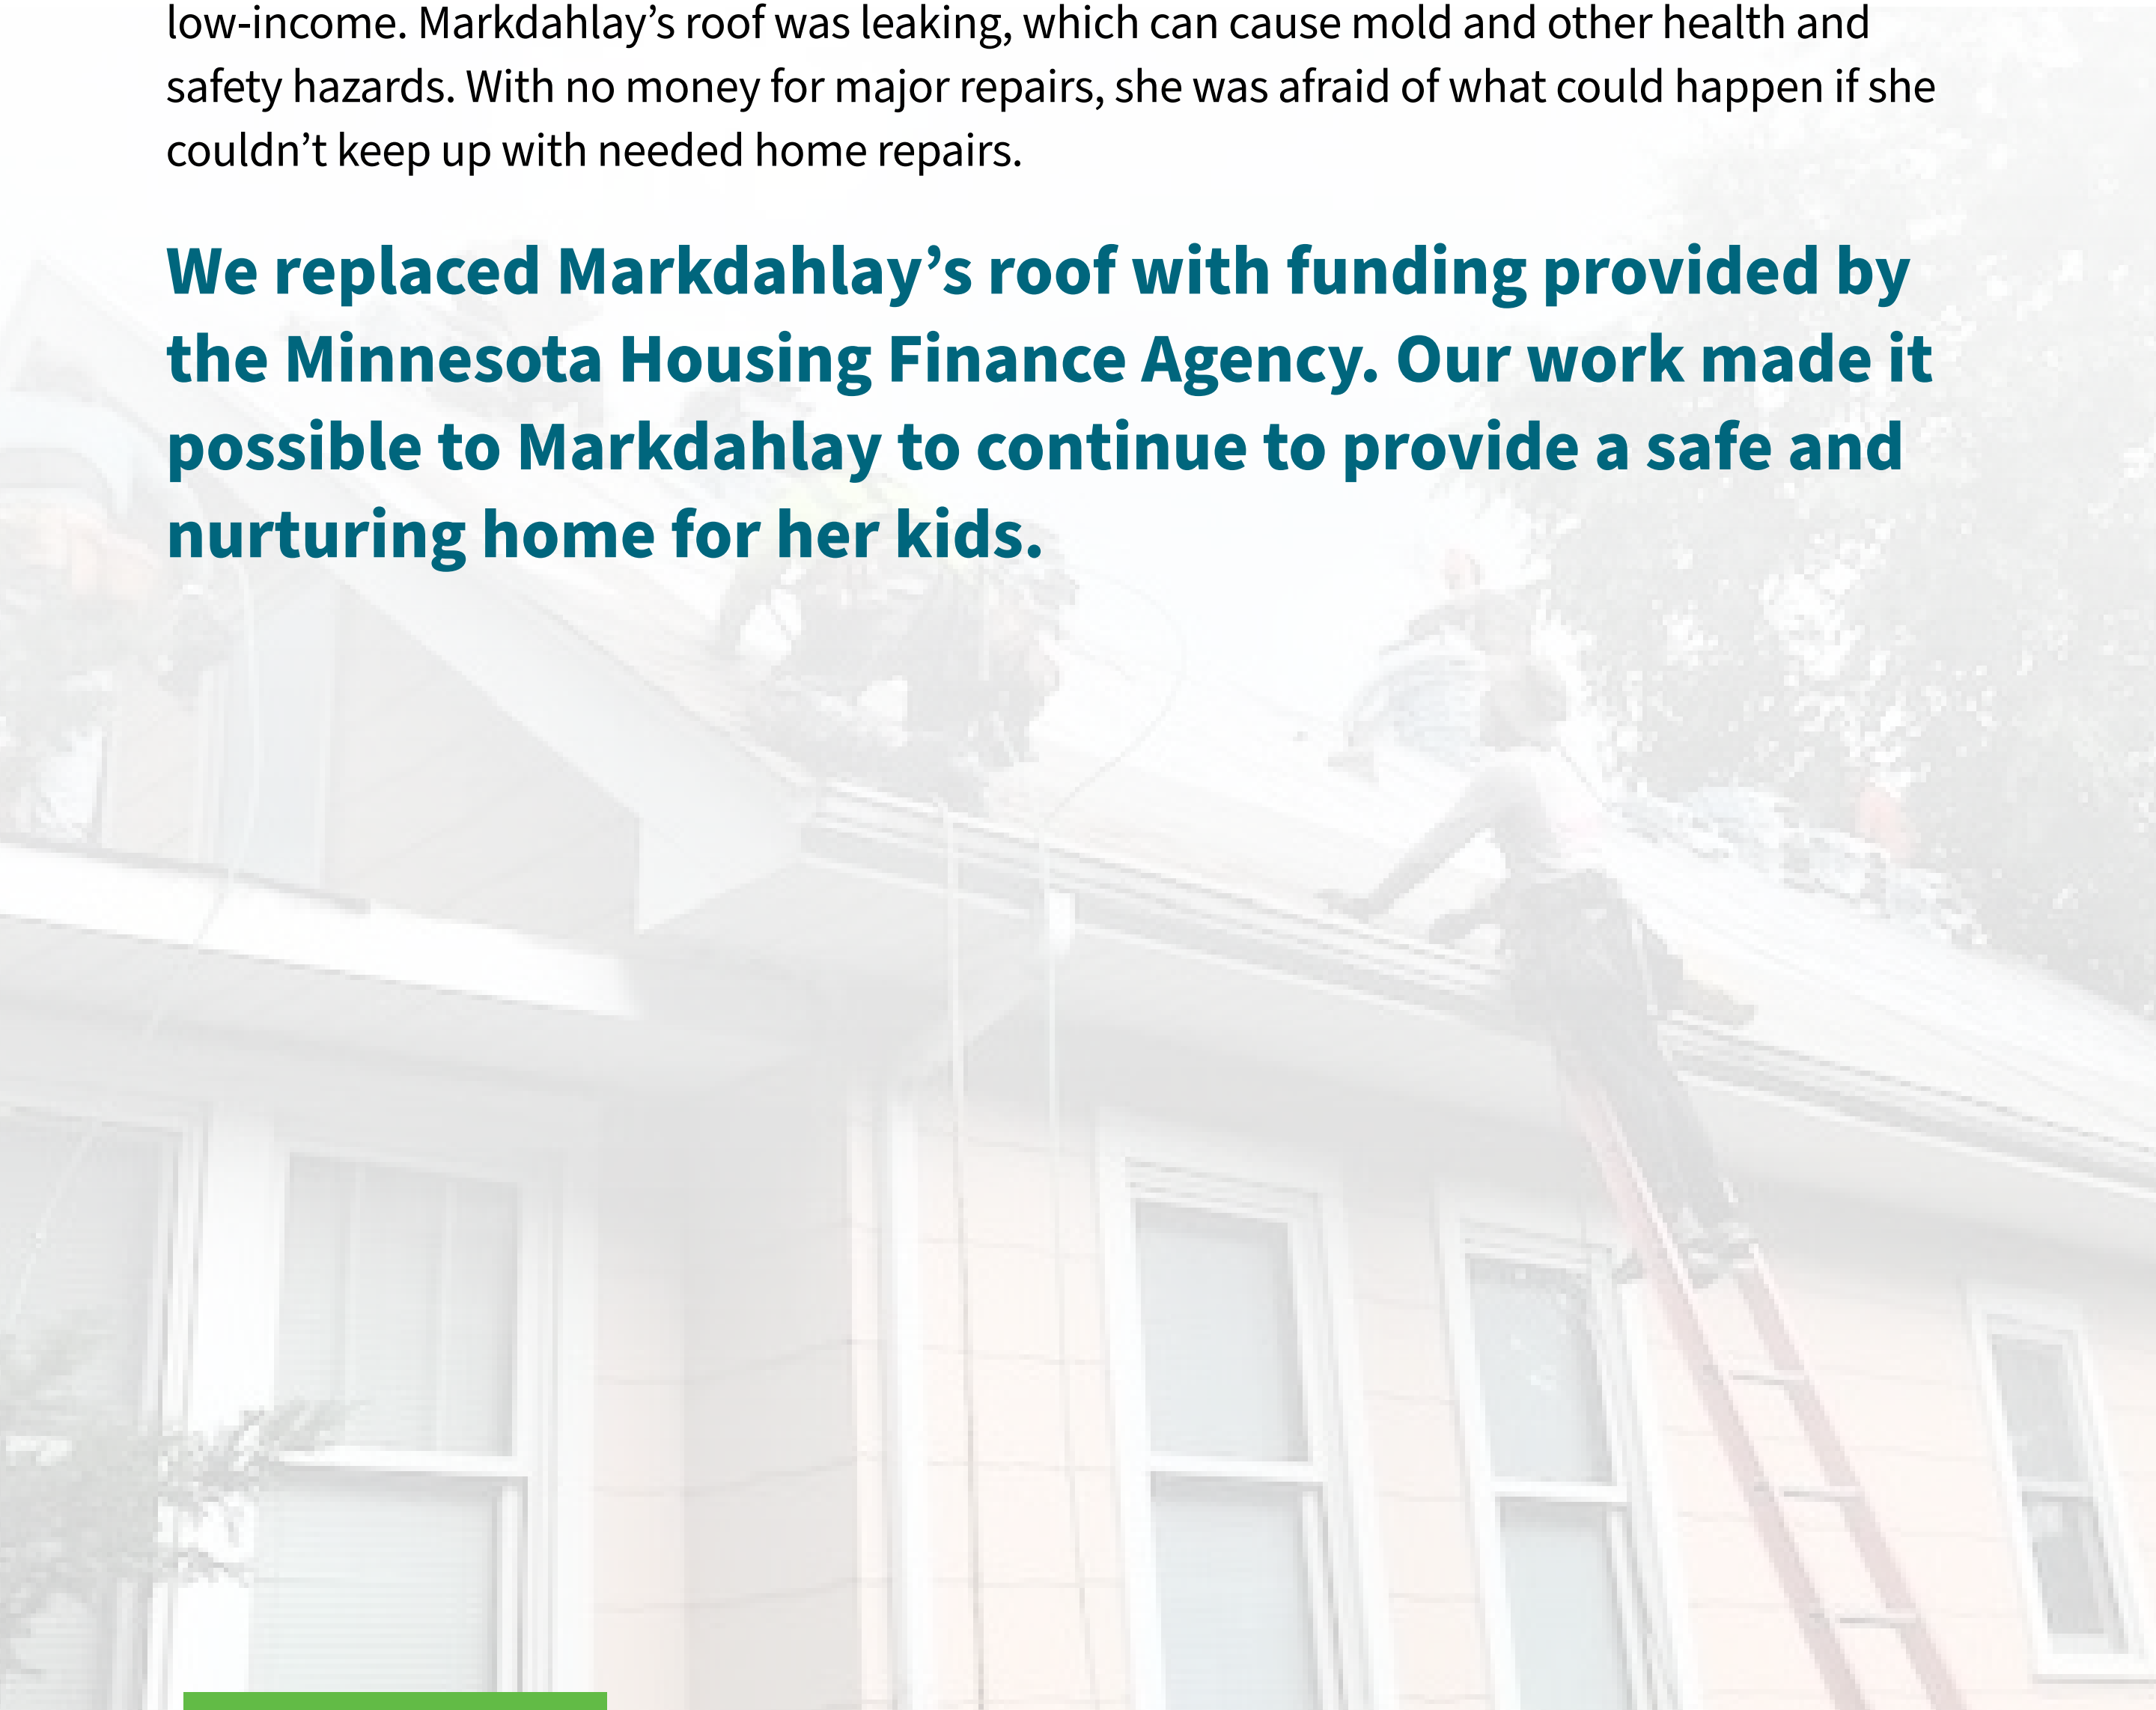 low-income. Markdahlay’s roof was leaking, which can cause mold and other health and
safety hazards. With no money for major repairs, she was afraid of what could happen if she
couldn’t keep up with needed home repairs.
We replaced Markdahlay’s roof with funding provided by
the Minnesota Housing Finance Agency. Our work made it
possible to Markdahlay to continue to provide a safe and
nurturing home for her kids.